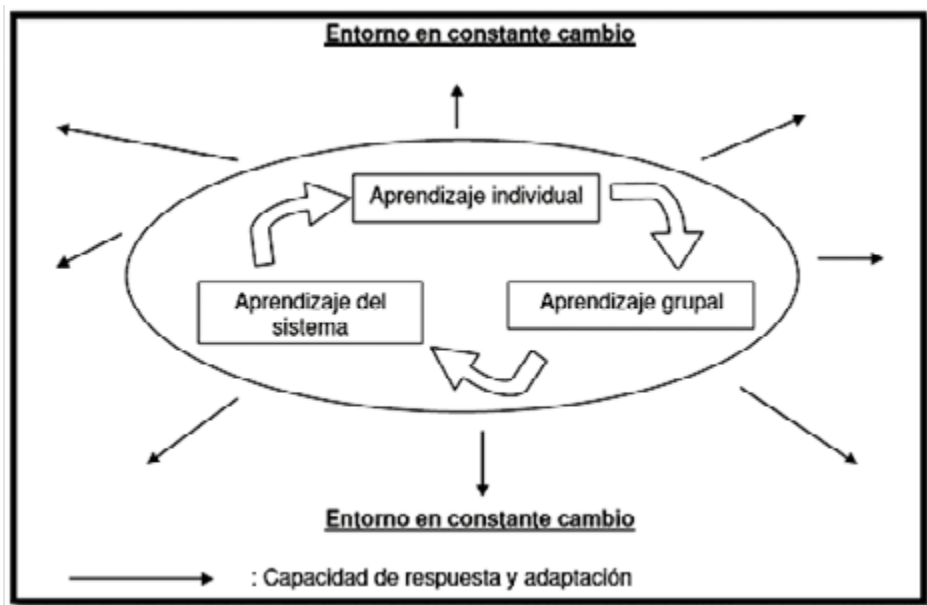 Entorno en constante cambio
Aprendizaje individual
Aprendizaje del
sistema
Aprendizaje grupal
Entorno en constante cambio
: Capacidad de respuesta y adaptación